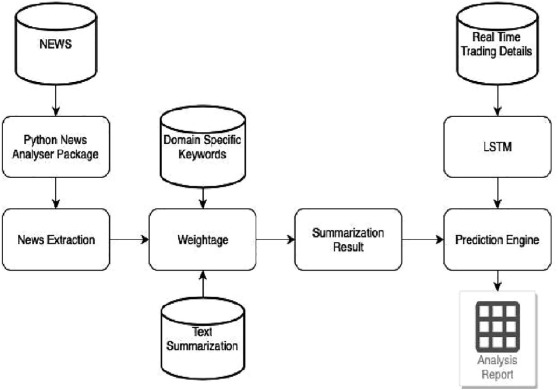 NEWS
Real Time
Trading Details
Python News
Analyser Package
Domain Specific
Keywords
LSTM
News Extraction
Weightage
Summarization
Result
Prediction Engine
Text
Summarization
Analysis
Report